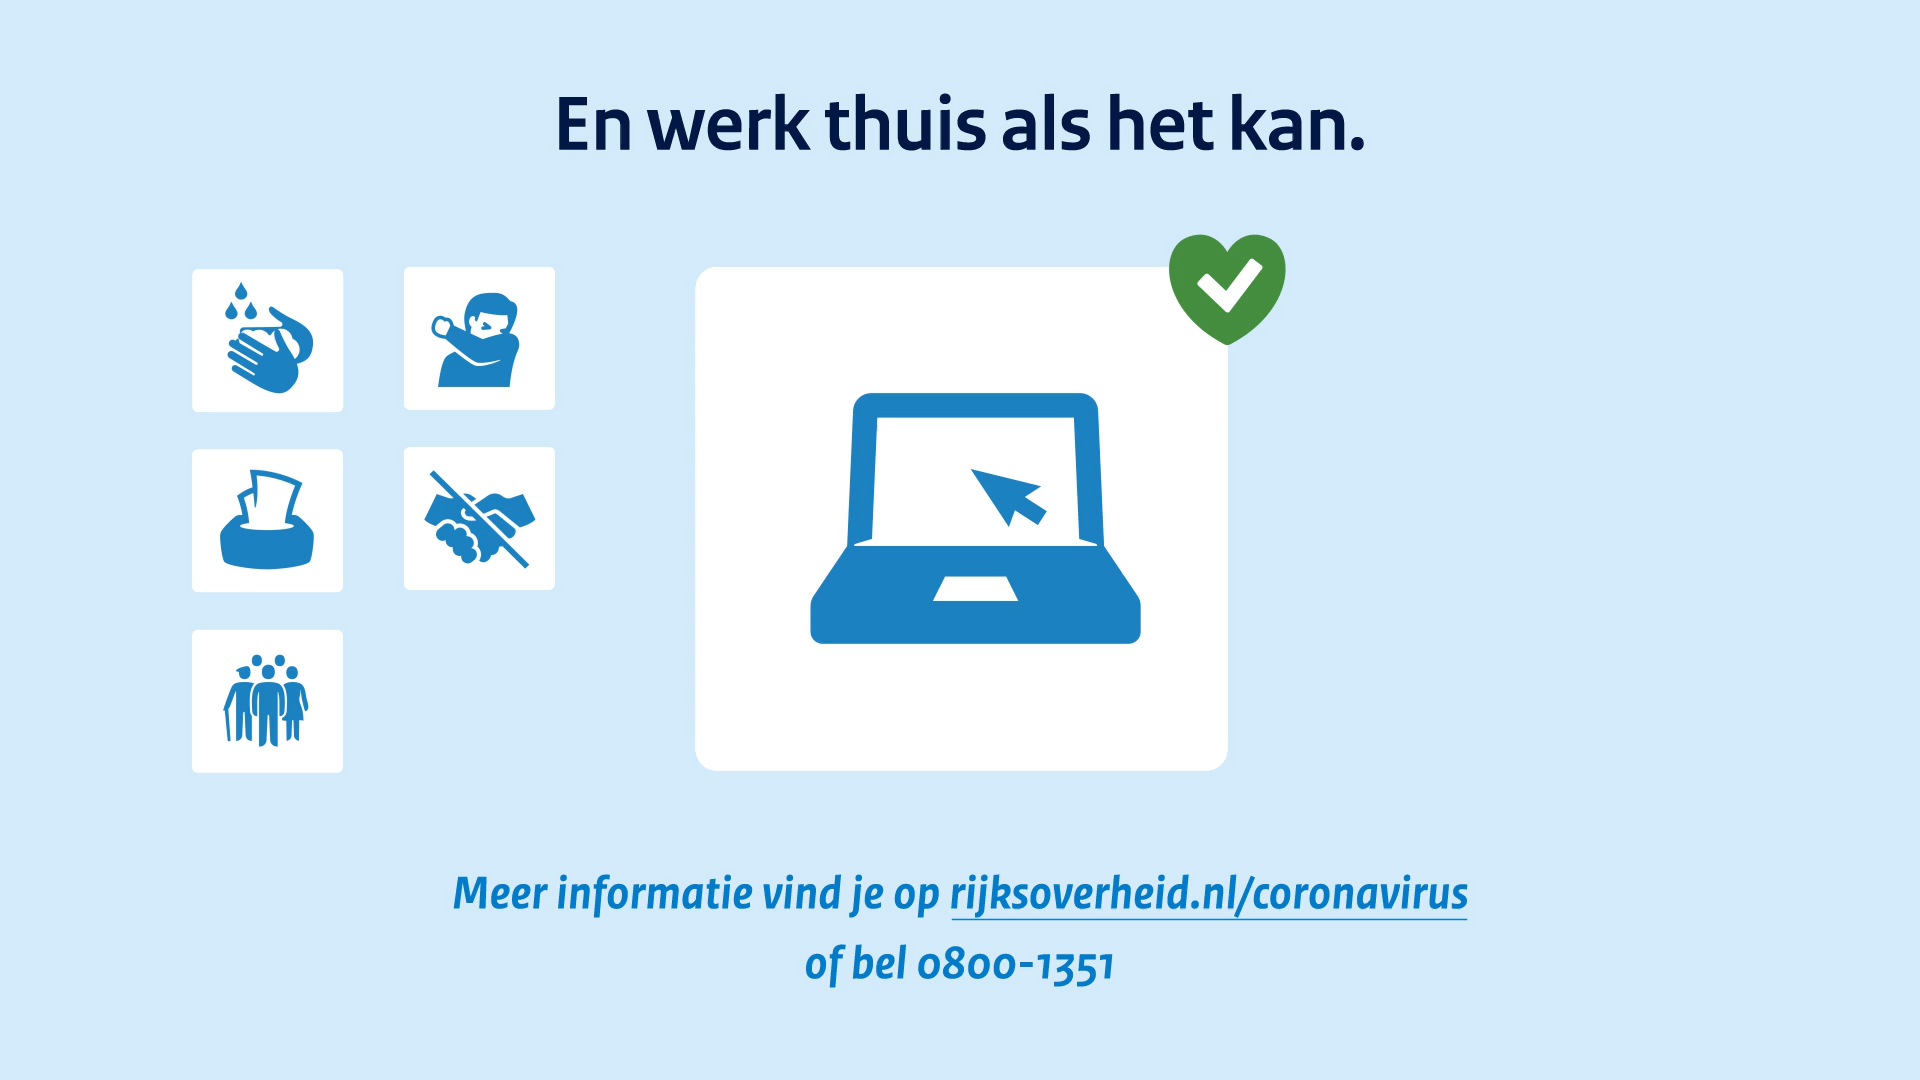 En werk thuis als het kan.
Meer informatie vind je op rijksoverheid.nl/coronavirus
of bel 0800-1351